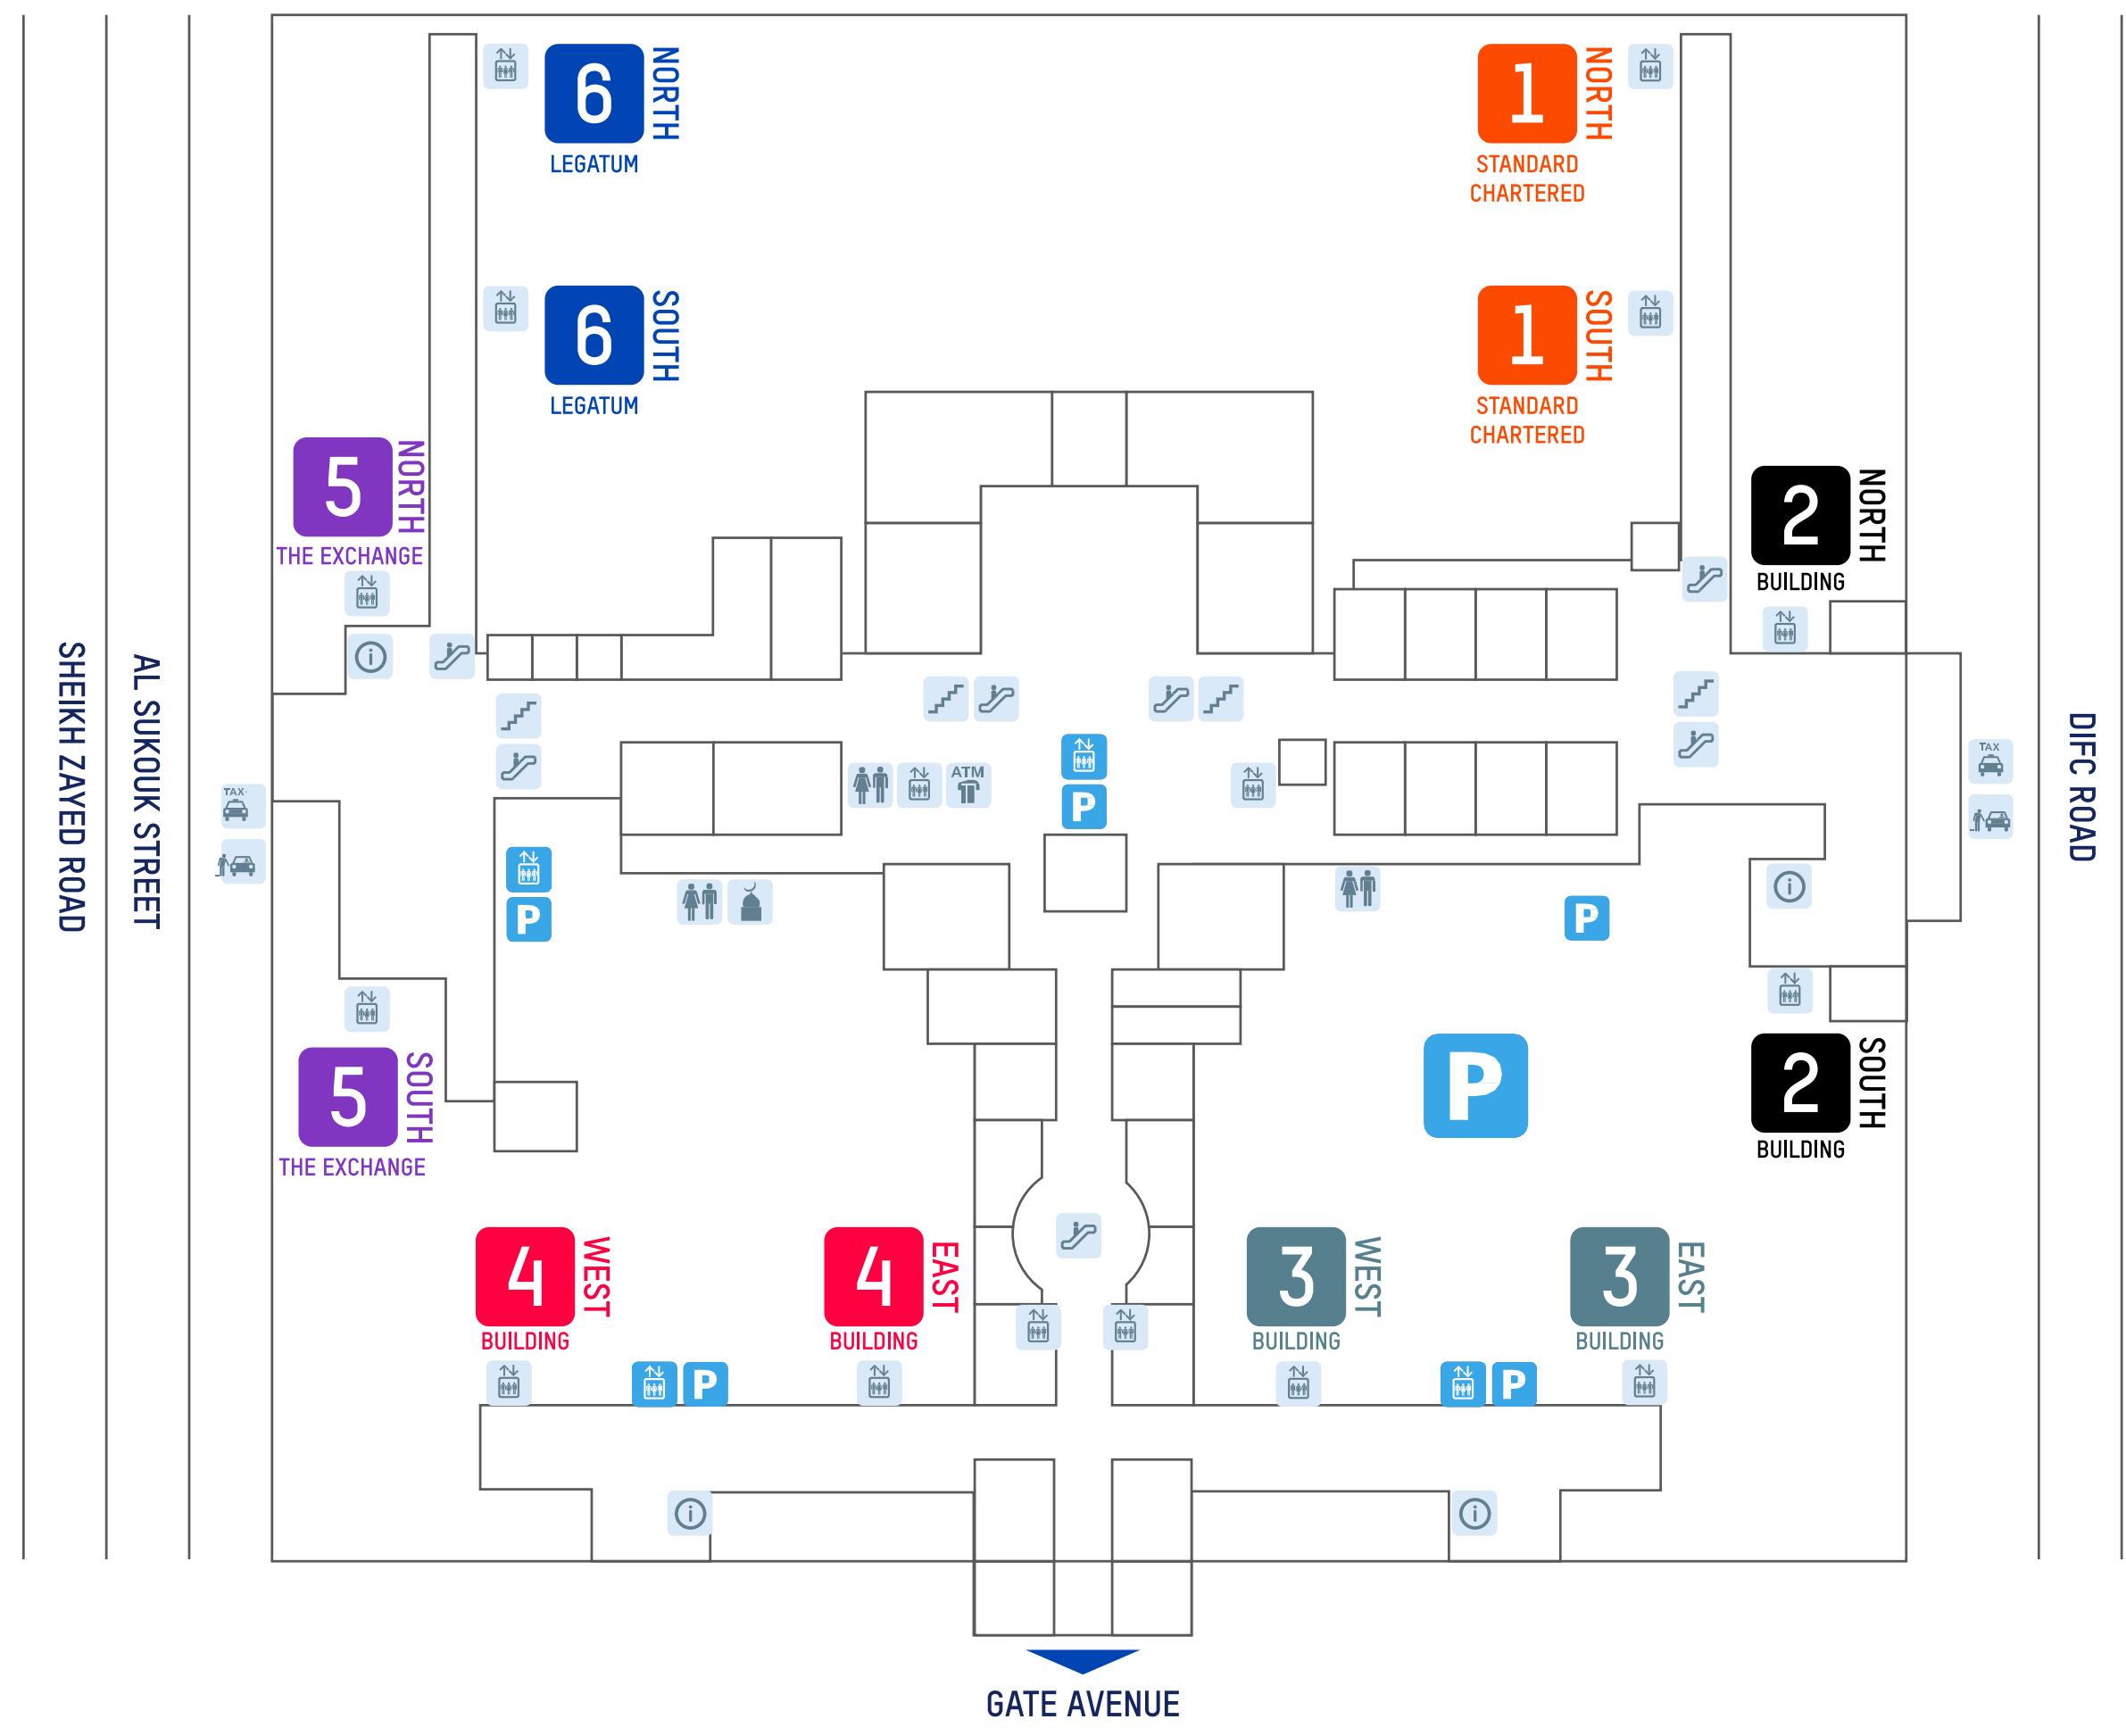 6
NORTH
LEGATUM
1
NORTH
STANDARD
CHARTERED
6
SOUTH
LEGATUM
1
SOUTH
STANDARD
CHARTERED
5
NORTH
THE EXCHANGE
2
NORTH
BUILDING
SHEIKH ZAYED ROAD
AL SUKOUK STREET
DIFC ROAD
TAXI
ATM
P
TAXI
P
P
P
5
SOUTH
THE EXCHANGE
2
SOUTH
BUILDING
4
WEST
BUILDING
4
EAST
BUILDING
3
WEST
BUILDING
3
EAST
BUILDING
P
P
i
i
i
i
GATE AVENUE